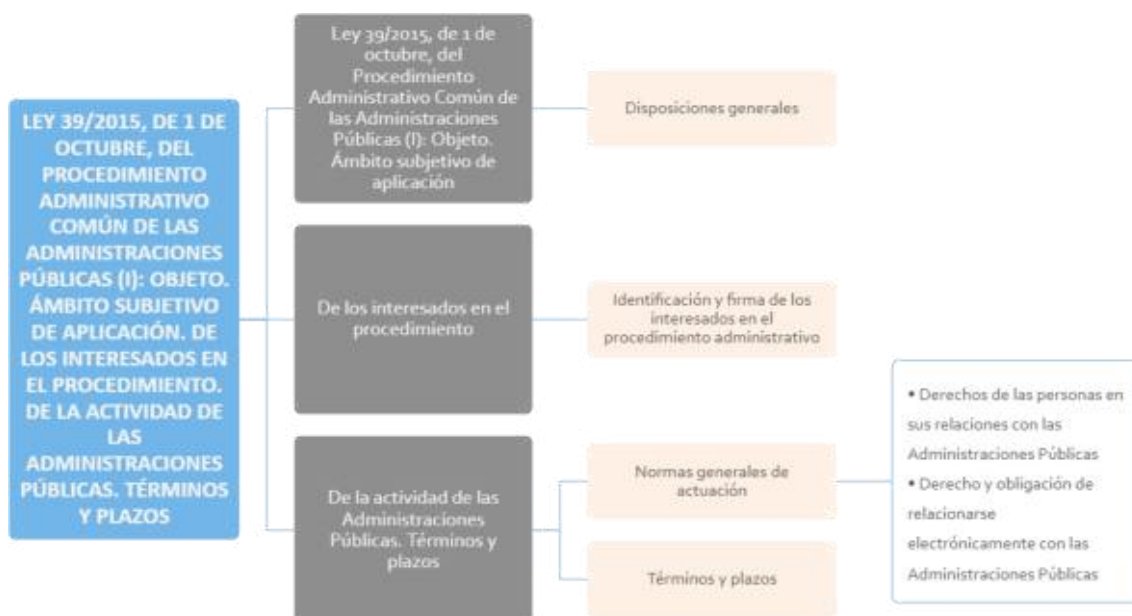 LEY 39/2015, DE 1 DE
OCTUBRE, DEL
PROCEDIMIENTO
ADMINISTRATIVO
COMÚN DE LAS
ADMINISTRACIONES
PÚBLICAS (I): OBJETO.
ÁMBITO SUBJETIVO
DE APLICACIÓN. DE
LOS INTERESADOS EN
EL PROCEDIMIENTO.
DE LA ACTIVIDAD DE
LAS
ADMINISTRACIONES
PÚBLICAS. TÉRMINOS
Y PLAZOS
Ley 39/2015, de 1 de
octubre, del
Procedimiento
Administrativo Común de
las Administraciones
Públicas (I): Objeto.
Ámbito subjetivo de
aplicación
Disposiciones generales
De los interesados en el
procedimiento
Identificación y firma de los
interesados en el
procedimiento administrativo
De la actividad de las
Administraciones
Públicas. Términos y
plazos
Normas generales de
actuación
• Derechos de las personas en
sus relaciones con las
Administraciones Públicas
• Derecho y obligación de
relacionarse
electrónicamente con las
Administraciones Públicas
Términos y plazos